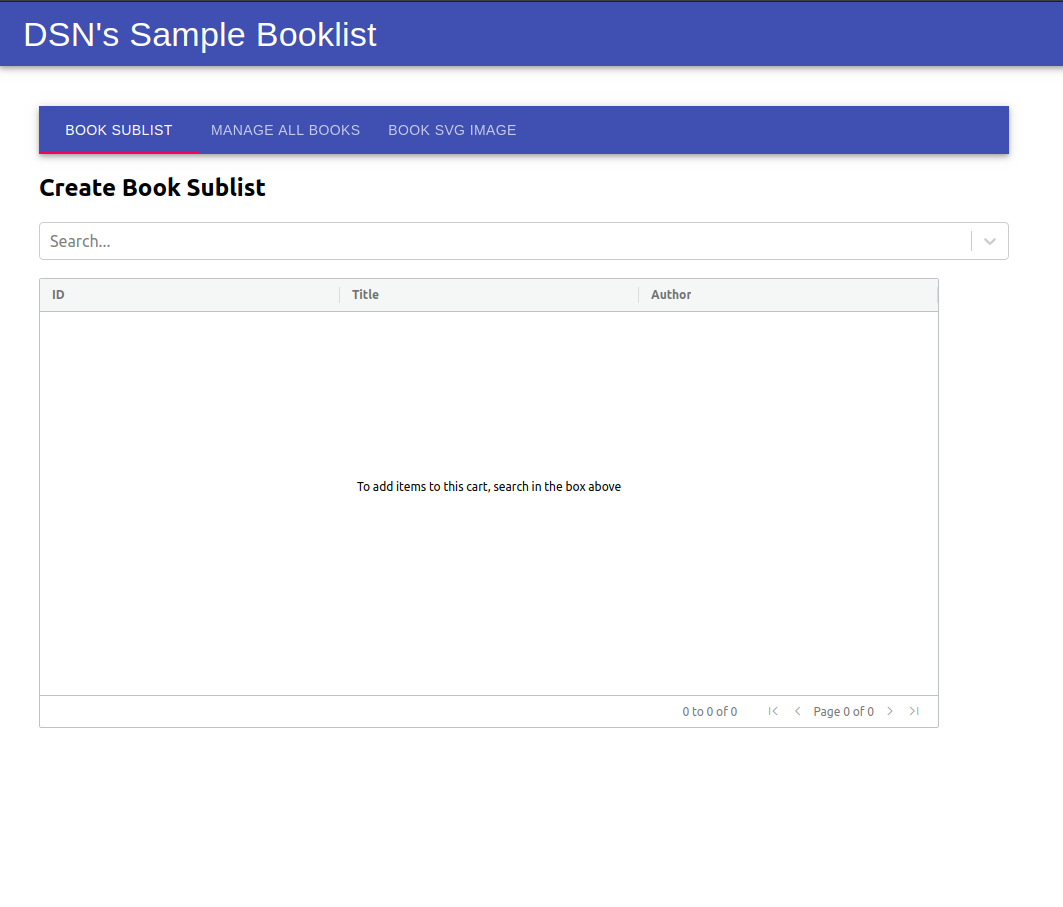 DSN's Sample Booklist
BOOK SUBLIST MANAGE ALL BOOKS BOOK SVG IMAGE
Create Book Sublist
Search...
ID Title Author
To add items to this cart, search in the box above
0 to 0 of 0 Page 0 of 0